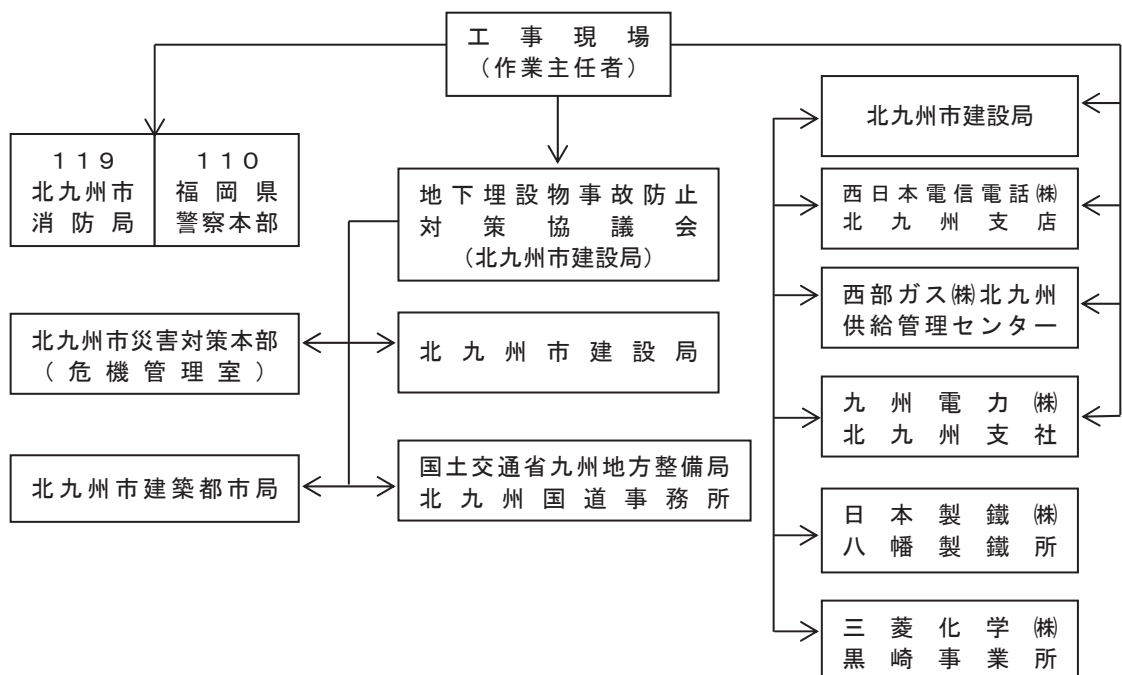 工事現場
（作業主任者）
１１９
北九州市
消防局
１１０
福岡県
警察本部
地下埋設物事故防止
対策協議会
（北九州市建設局）
北九州市災害対策本部
（危機管理室）
北九州市建設局
北九州市建築都市局
国土交通省九州地方整備局
北九州国道事務所
北九州市建設局
西日本電信電話㈱
北九州支店
西部ガス㈱北九州
供給管理センター
九州電力㈱
北九州支社
日本製鐵㈱
八幡製鐵所
三菱化学㈱
黒崎事業所